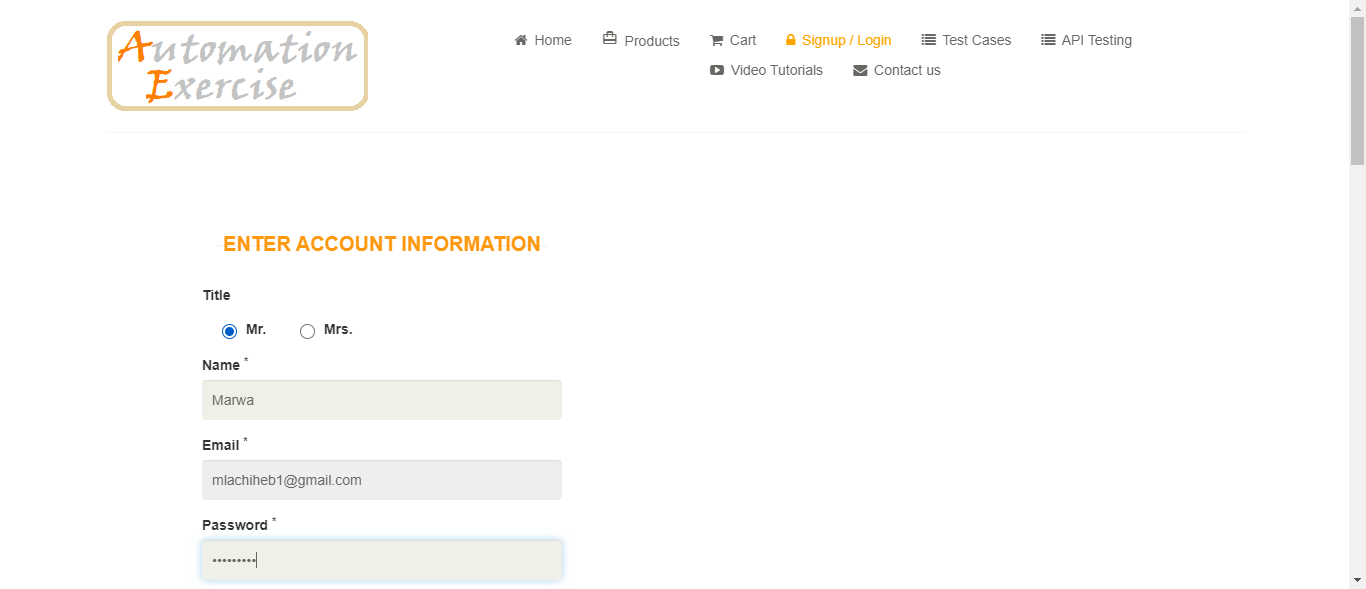 Automation
Exercise
Home Products Cart Signup / Login Test Cases API Testing
Video Tutorials Contact us
ENTER ACCOUNT INFORMATION
Title
Mr. Mrs.
Name *
Marwa
Email *
mlachiheb1@gmail.com
Password *
•••••••••